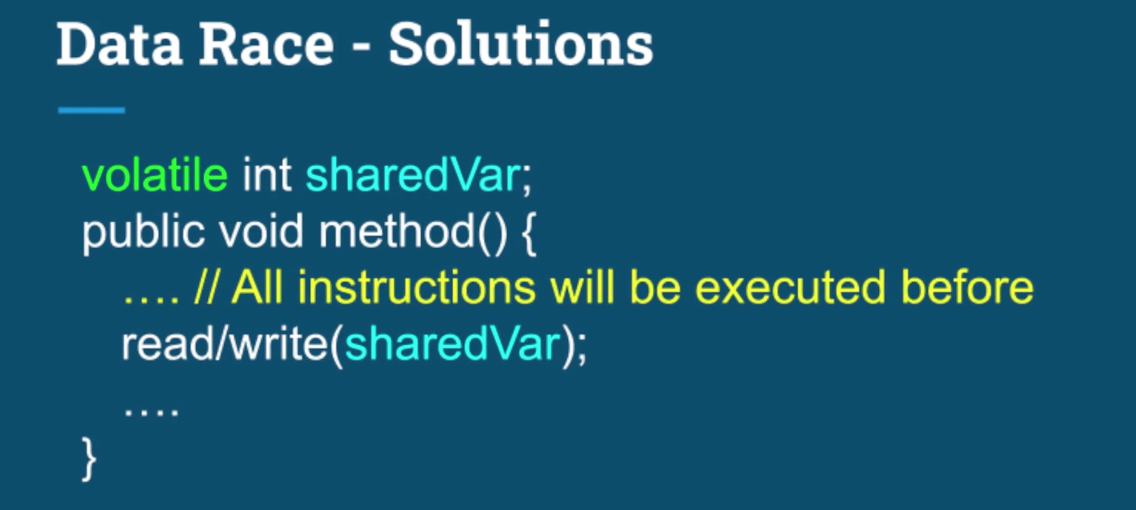 Data Race - Solutions
volatile int sharedVar;
public void method() {
…. // All instructions will be executed before
read/write(sharedVar);
….
}